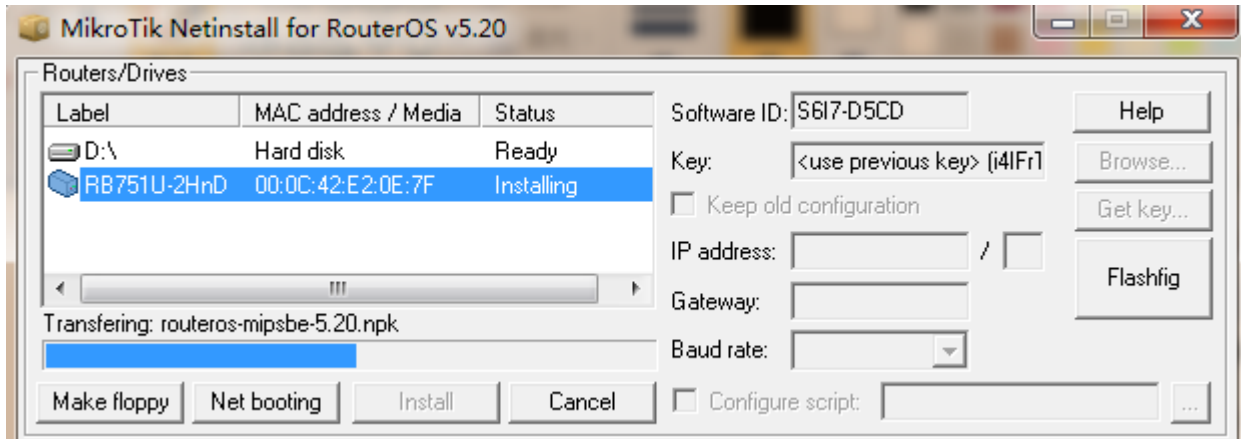 MikroTik Netinstall for RouterOS v5.20
Routers/Drives
Label MAC address / Media Status
D:\ Hard disk Ready
RB751U-2HnD 00:0C:42:E2:0E:7F Installing
Transfering: routeros-mipsbe-5.20.npk
Make floppy Net booting Install Cancel
Software ID: S6I7-D5CD Help
Key: <use previous key> (i4IFr1 Browse...
Keep old configuration Get key...
IP address: /
Flashfig
Gateway:
Baud rate:
Configure script: ...